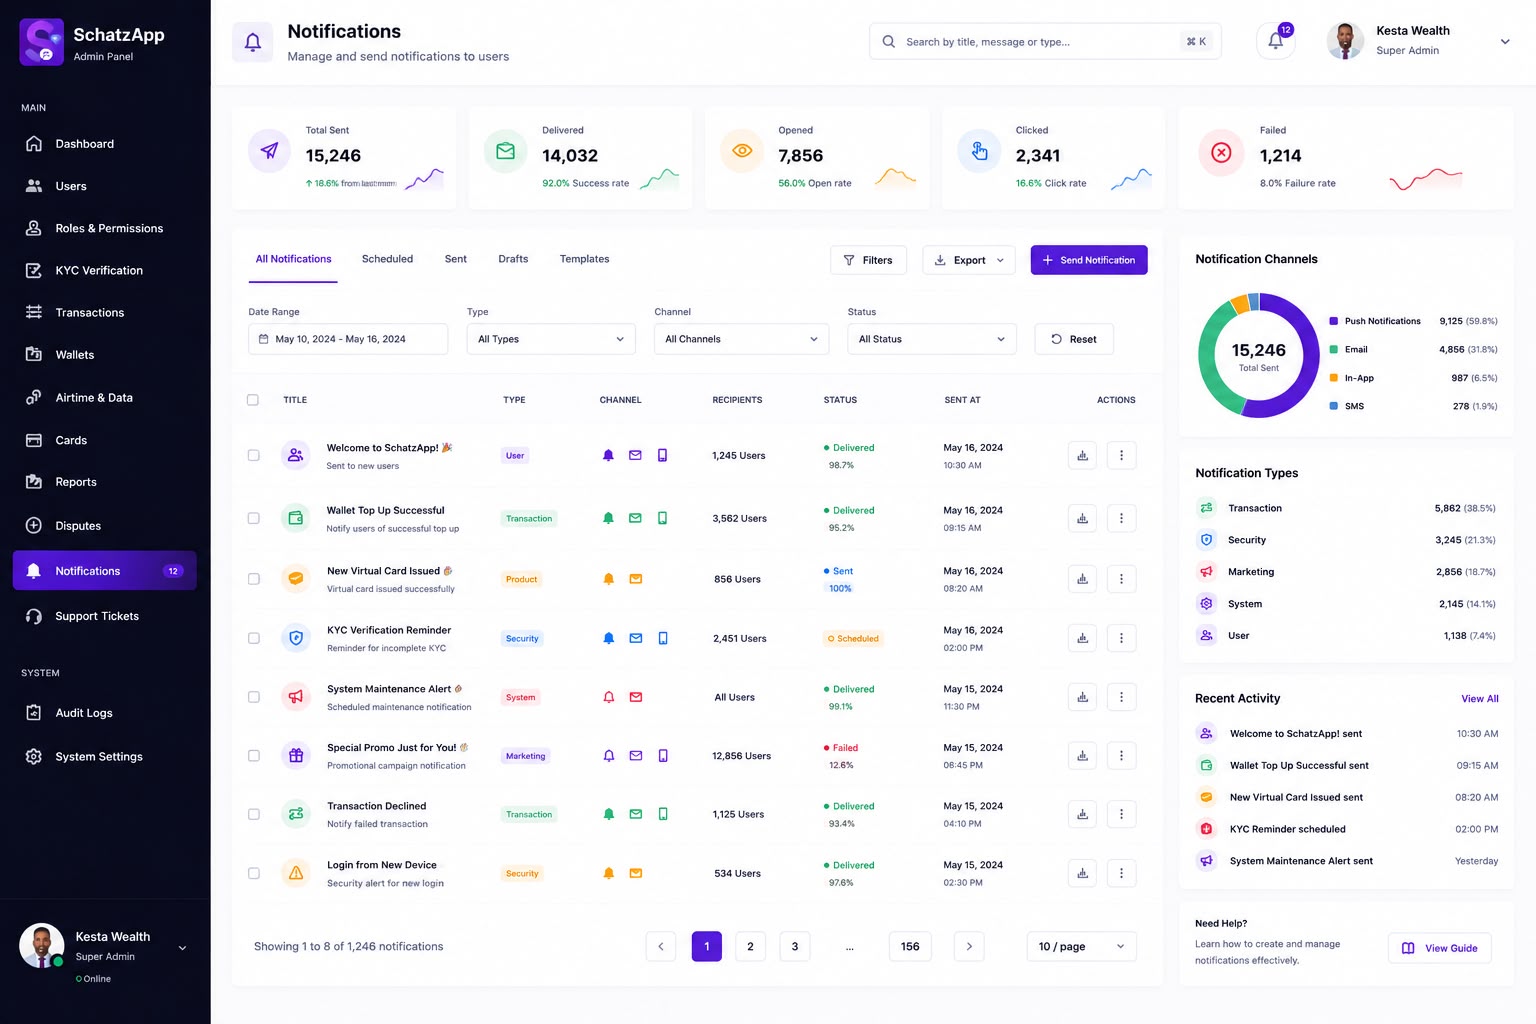 SchatzApp
Admin Panel
MAIN
Dashboard
Users
Roles & Permissions
KYC Verification
Transactions
Wallets
Airtime & Data
Cards
Reports
Disputes
Notifications 12
Support Tickets
SYSTEM
Audit Logs
System Settings
Kesta Wealth
Super Admin
Online
Notifications
Manage and send notifications to users
Search by title, message or type... ⌘ K
12
Kesta Wealth
Super Admin
Total Sent
15,246
↑ 18.6% from
Delivered
14,032
92.0% Success rate
Opened
7,856
56.0% Open rate
Clicked
2,341
16.6% Click rate
Failed
1,214
8.0% Failure rate
All Notifications Scheduled Sent Drafts Templates
Filters Export + Send Notification
Date Range Type Channel Status
May 10, 2024 - May 16, 2024 All Types All Channels All Status Reset
TITLE TYPE CHANNEL RECIPIENTS STATUS SENT AT ACTIONS
Welcome to SchatzApp! 🎉 User 1,245 Users Delivered May 16, 2024
Sent to new users 98.7% 10:30 AM
Wallet Top Up Successful Transaction 3,562 Users Delivered May 16, 2024
Notify users of successful top up 95.2% 09:15 AM
New Virtual Card Issued Product 856 Users Sent May 16, 2024
Virtual card issued successfully 100% 08:20 AM
KYC Verification Reminder Security 2,451 Users Scheduled May 16, 2024
Reminder for incomplete KYC 02:00 PM
System Maintenance Alert System All Users Delivered May 15, 2024
Scheduled maintenance notification 99.1% 11:30 PM
Special Promo Just for You! Marketing 12,856 Users Failed May 15, 2024
Promotional campaign notification 12.6% 06:45 PM
Transaction Declined Transaction 1,125 Users Delivered May 15, 2024
Notify failed transaction 93.4% 04:10 PM
Login from New Device Security 534 Users Delivered May 15, 2024
Security alert for new login 97.6% 02:30 PM
Showing 1 to 8 of 1,246 notifications
‹ 1 2 3 ... 156 › 10 / page
Notification Channels
15,246
Total Sent
Push Notifications 9,125 (59.8%)
Email 4,856 (31.8%)
In-App 987 (6.5%)
SMS 278 (1.9%)
Notification Types
Transaction 5,862 (38.5%)
Security 3,245 (21.3%)
Marketing 2,856 (18.7%)
System 2,145 (14.1%)
User 1,138 (7.4%)
Recent Activity View All
Welcome to SchatzApp! sent 10:30 AM
Wallet Top Up Successful sent 09:15 AM
New Virtual Card Issued sent 08:20 AM
KYC Reminder scheduled 02:00 PM
System Maintenance Alert sent Yesterday
Need Help?
Learn how to create and manage
notifications effectively.
View Guide